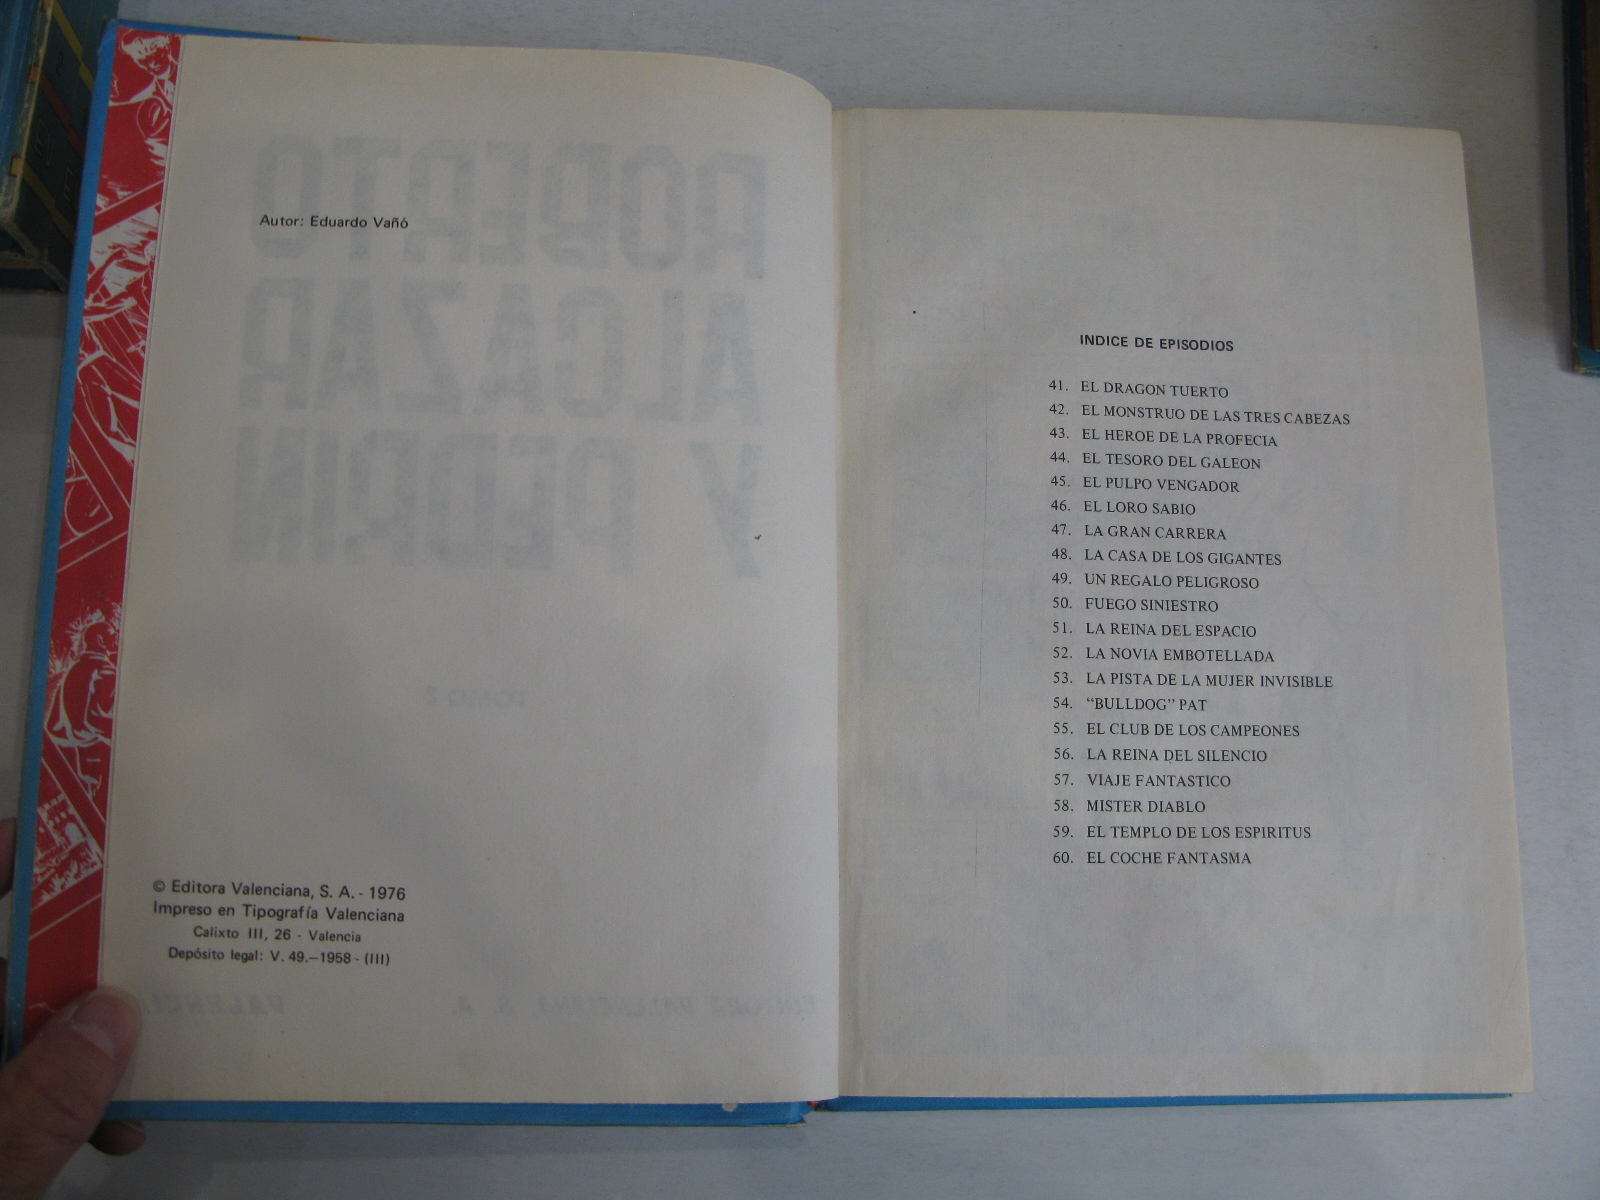 Autor: Eduardo Vañó
© Editora Valenciana, S. A. - 1976
Impreso en Tipografía Valenciana
Calixto III, 26 - Valencia
Depósito legal: V. 49.—1958 - (III)
INDICE DE EPISODIOS
41. EL DRAGON TUERTO
42. EL MONSTRUO DE LAS TRES CABEZAS
43. EL HEROE DE LA PROFECIA
44. EL TESORO DEL GALEON
45. EL PULPO VENGADOR
46. EL LORO SABIO
47. LA GRAN CARRERA
48. LA CASA DE LOS GIGANTES
49. UN REGALO PELIGROSO
50. FUEGO SINIESTRO
51. LA REINA DEL ESPACIO
52. LA NOVIA EMBOTELLADA
53. LA PISTA DE LA MUJER INVISIBLE
54. “BULLDOG” PAT
55. EL CLUB DE LOS CAMPEONES
56. LA REINA DEL SILENCIO
57. VIAJE FANTASTICO
58. MISTER DIABLO
59. EL TEMPLO DE LOS ESPIRITUS
60. EL COCHE FANTASMA